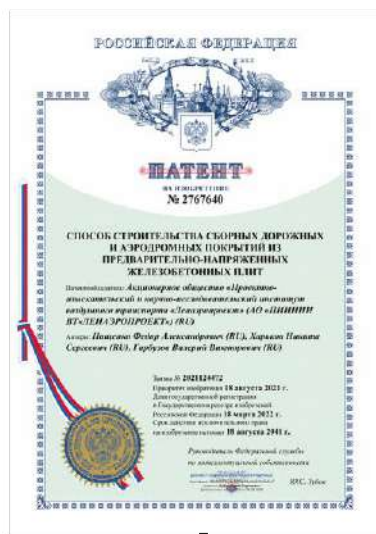 РОССИЙСКАЯ ФЕДЕРАЦИЯ
ПАТЕНТ
НА ИЗОБРЕТЕНИЕ
№ 2767640
СПОСОБ СТРОИТЕЛЬСТВА СБОРНЫХ ДОРОЖНЫХ
И АЭРОДРОМНЫХ ПОКРЫТИЙ ИЗ
ПРЕДВАРИТЕЛЬНО-НАПРЯЖЕННЫХ
ЖЕЛЕЗОБЕТОННЫХ ПЛИТ
Патентообладатель: Акционерное общество «Проектно-
изыскательский и научно-исследовательский институт
воздушного транспорта «Ленаэропроект» (АО «ПИИНИИ
ВТ«ЛЕНАЭРОПРОЕКТ») (RU)
Авторы: Пащенко Федор Александрович (RU), Харьков Никита
Сергеевич (RU), Гарбузов Валерий Викторович (RU)
Заявка № 2021124472
Приоритет изобретения 18 августа 2021 г.
Дата государственной регистрации
в Государственном реестре изобретений
Российской Федерации 18 марта 2022 г.
Срок действия исключительного права
на изобретение истекает 18 августа 2041 г.
Руководитель Федеральной службы
по интеллектуальной собственности
Ю.С. Зубов